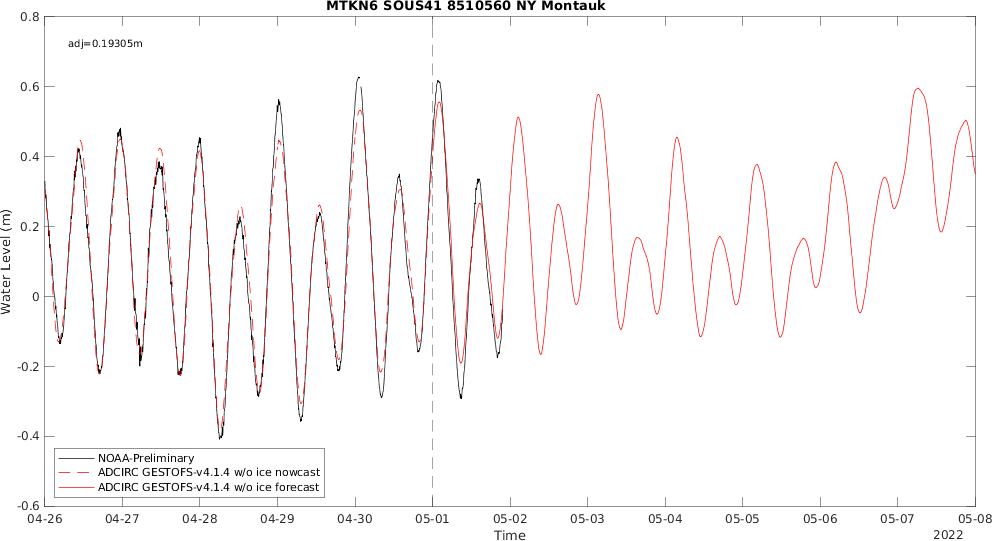 MTKN6 SOUS41 8510560 NY Montauk
adj=0.19305m
Water Level (m)
0.8
0.6
0.4
0.2
0
-0.2
-0.4
-0.6
NOAA-Preliminary
ADCIRC GESTOFS-v4.1.4 w/o ice nowcast
ADCIRC GESTOFS-v4.1.4 w/o ice forecast
04-26 04-27 04-28 04-29 04-30 05-01 05-02 05-03 05-04 05-05 05-06 05-07 05-08
Time
2022